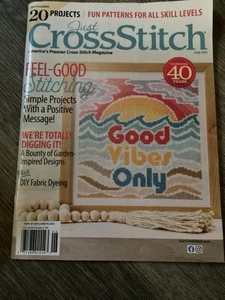 20 PROJECTS
FUN PATTERNS FOR ALL SKILL LEVELS
Just
CrossStitch
America's Premier Cross-Stitch Magazine
FEEL-GOOD
Stitching
Simple Projects
With a Positive
Message!
40
YEARS
WE'RE TOTALLY
DIGGING IT!
A Bounty of Garden-
Inspired Designs
Plus
DIY Fabric Dyeing
Good
Vibes
Only